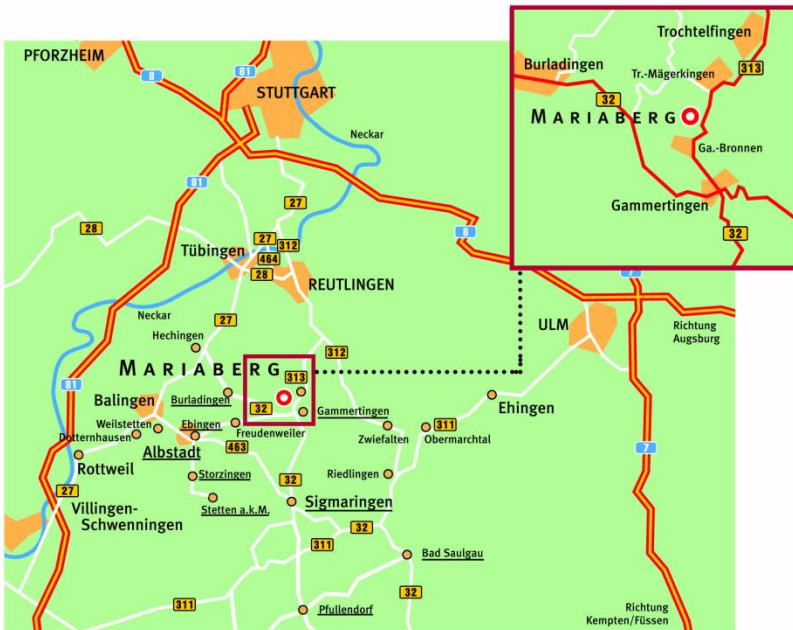 Trochtelfingen
Burladingen
Tr.-Mägerkingen
313
32
MARIABERG
Ga.-Bronnen
Gammertingen
32
PFORZHEIM
8
81
STUTTGART
Neckar
81
27
28
8
7
27
312
Tübingen
464
28
REUTLINGEN
Neckar
27
ULM
Richtung
Augsburg
Hechingen
312
MARIABERG
313
81
Balingen
Burladingen
32
Gammertingen
Ehingen
Weilstetten
Ebingen
Freudenweiler
311
Dotternhausen
463
Zwiefalten
Obermarchtal
Albstadt
7
Rottweil
Storzingen
Riedlingen
27
32
Villingen-
Schwenningen
Stetten a.k.M.
Sigmaringen
32
311
Bad Saulgau
32
311
Pfullendorf
Richtung
Kempten/Füssen